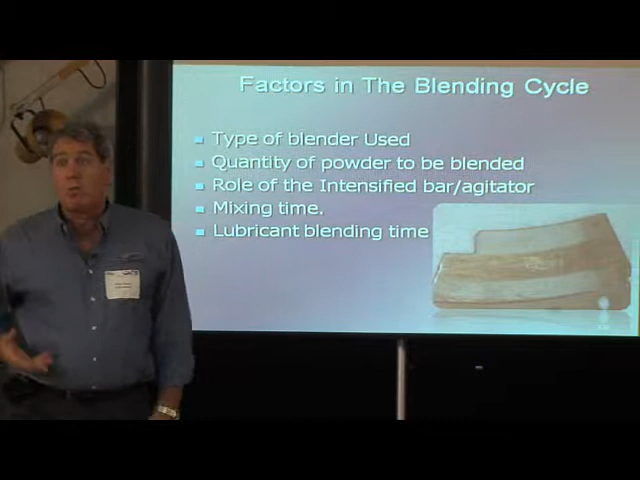 Factors in The Blending Cycle
Type of blender Used
Quantity of powder to be blended
Role of the Intensified bar/agitator
Mixing time.
Lubricant blending time